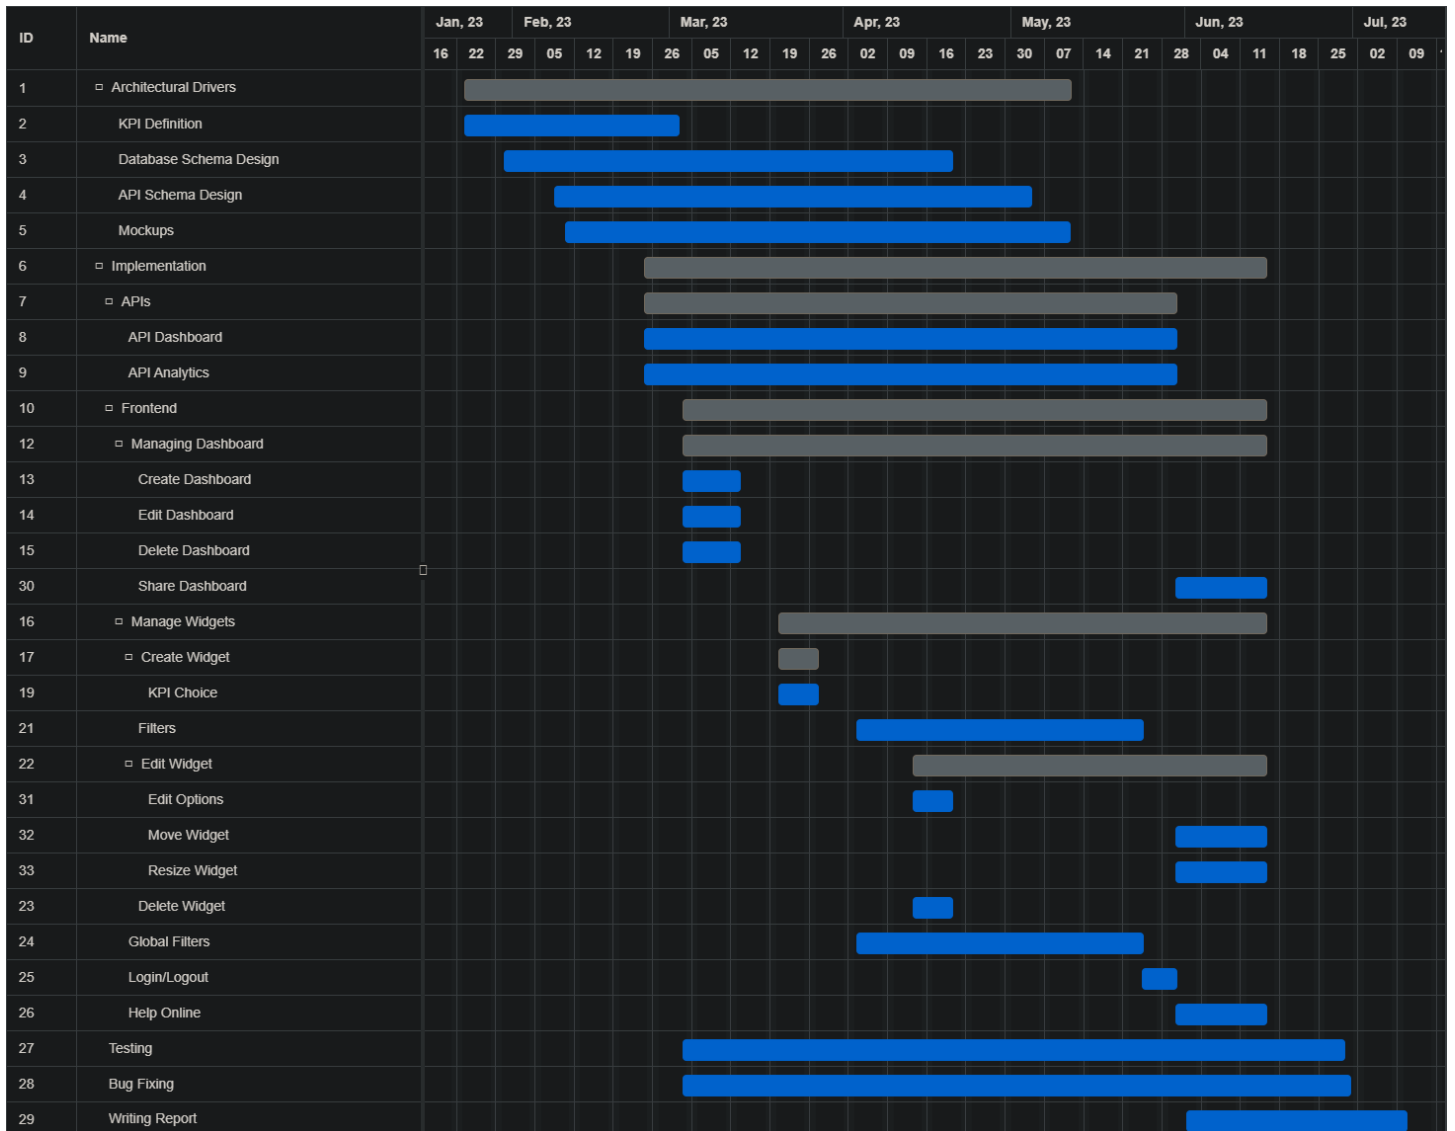 ID Name Jan, 23 Feb, 23 Mar, 23 Apr, 23 May, 23 Jun, 23 Jul, 23
16 22 29 05 12 19 26 05 12 19 26 02 09 16 23 30 07 14 21 28 04 11 18 25 02 09
1 Architectural Drivers
2 KPI Definition
3 Database Schema Design
4 API Schema Design
5 Mockups
6 Implementation
7 APIs
8 API Dashboard
9 API Analytics
10 Frontend
12 Managing Dashboard
13 Create Dashboard
14 Edit Dashboard
15 Delete Dashboard
30 Share Dashboard
16 Manage Widgets
17 Create Widget
19 KPI Choice
21 Filters
22 Edit Widget
31 Edit Options
32 Move Widget
33 Resize Widget
23 Delete Widget
24 Global Filters
25 Login/Logout
26 Help Online
27 Testing
28 Bug Fixing
29 Writing Report